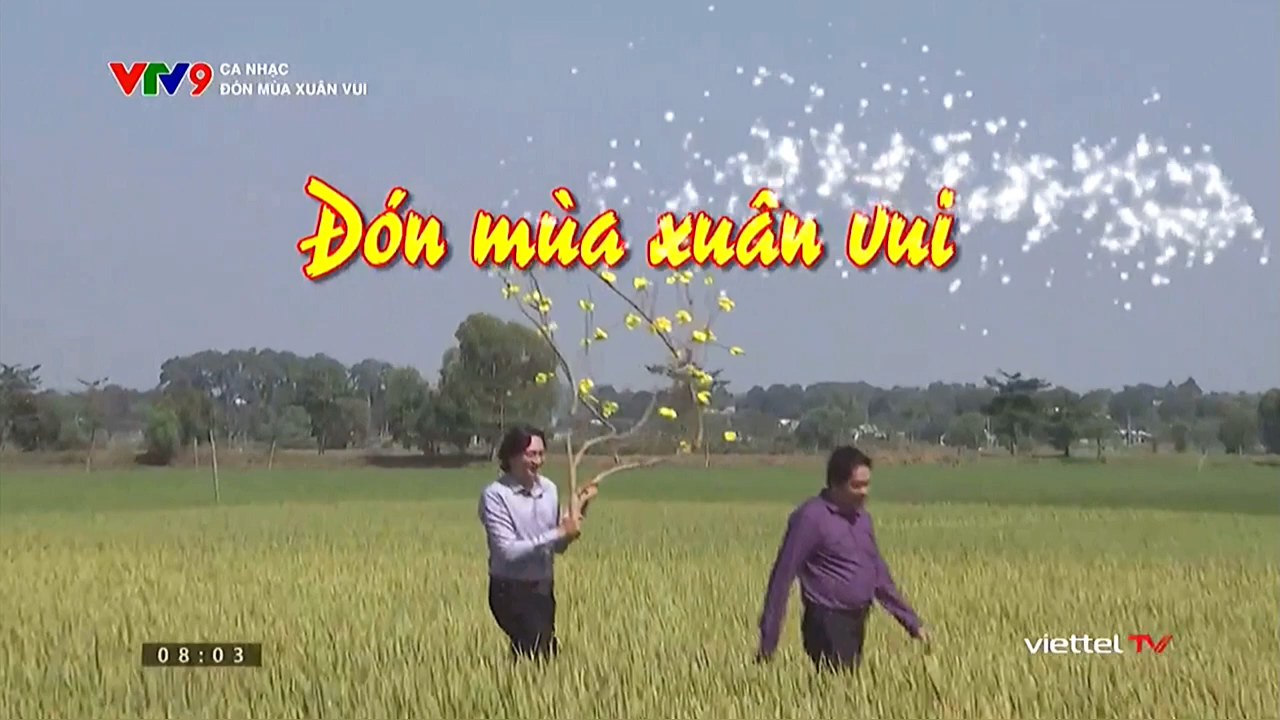 VTV9
CA NHẠC
ĐÓN MÙA XUÂN VUI
Đón mùa xuân vui
08:03
viettel TV